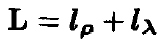 L = l_ρ + l_λ